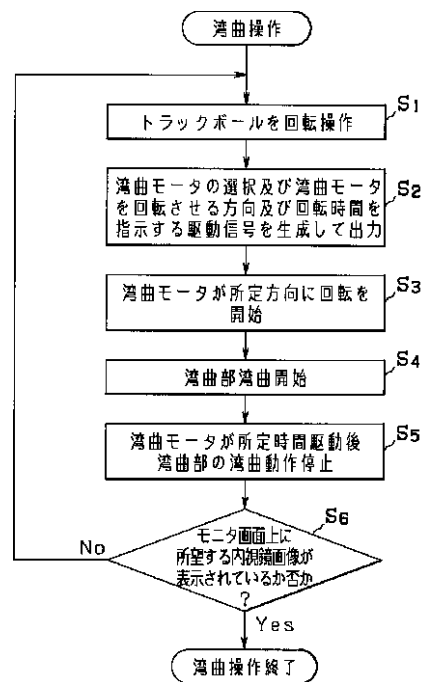 湾曲操作
S1
トラックボールを回転操作
S2
湾曲モータの選択及び湾曲モータ
を回転させる方向及び回転時間を
指示する駆動信号を生成して出力
S3
湾曲モータが所定方向に回転を
開始
S4
湾曲部湾曲開始
S5
湾曲モータが所定時間駆動後
湾曲部の湾曲動作停止
S6
モニタ画面上に
所望する内視鏡画像が
表示されているか否か
?
No
Yes
湾曲操作終了